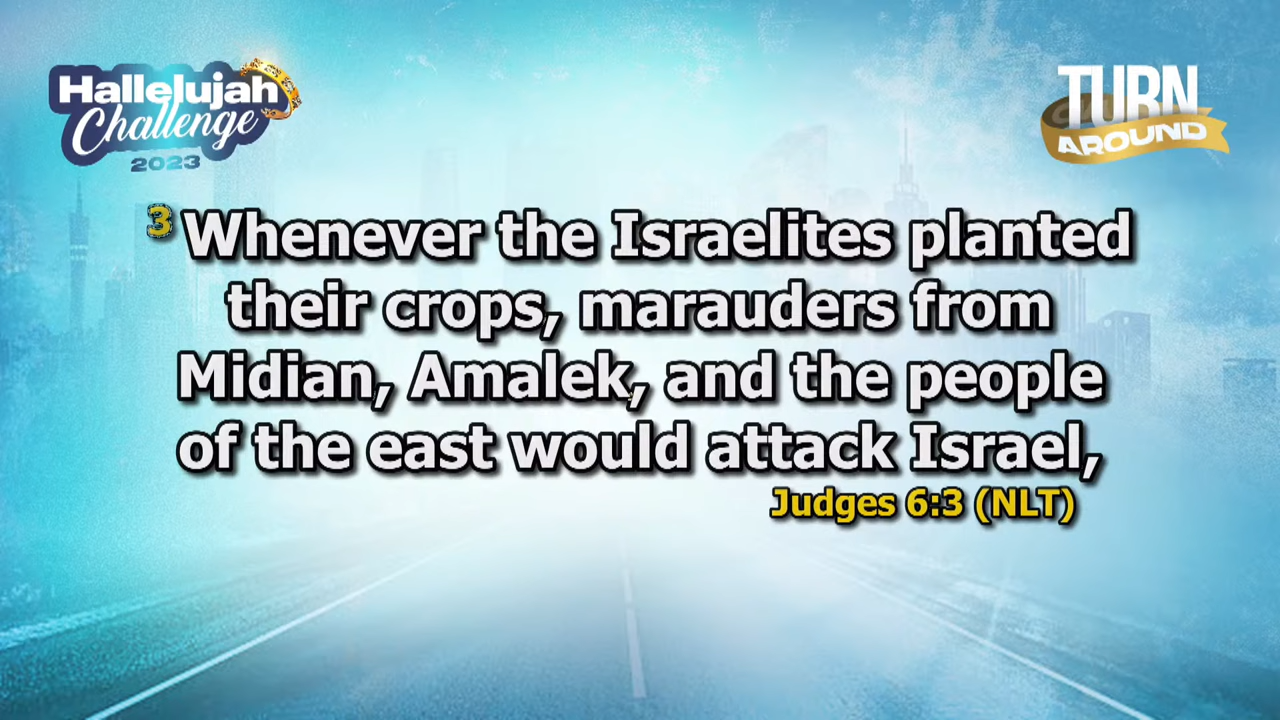 Hallelujah
Challenge
2023
TURN
AROUND
3 Whenever the Israelites planted
their crops, marauders from
Midian, Amalek, and the people
of the east would attack Israel,
Judges 6:3 (NLT)